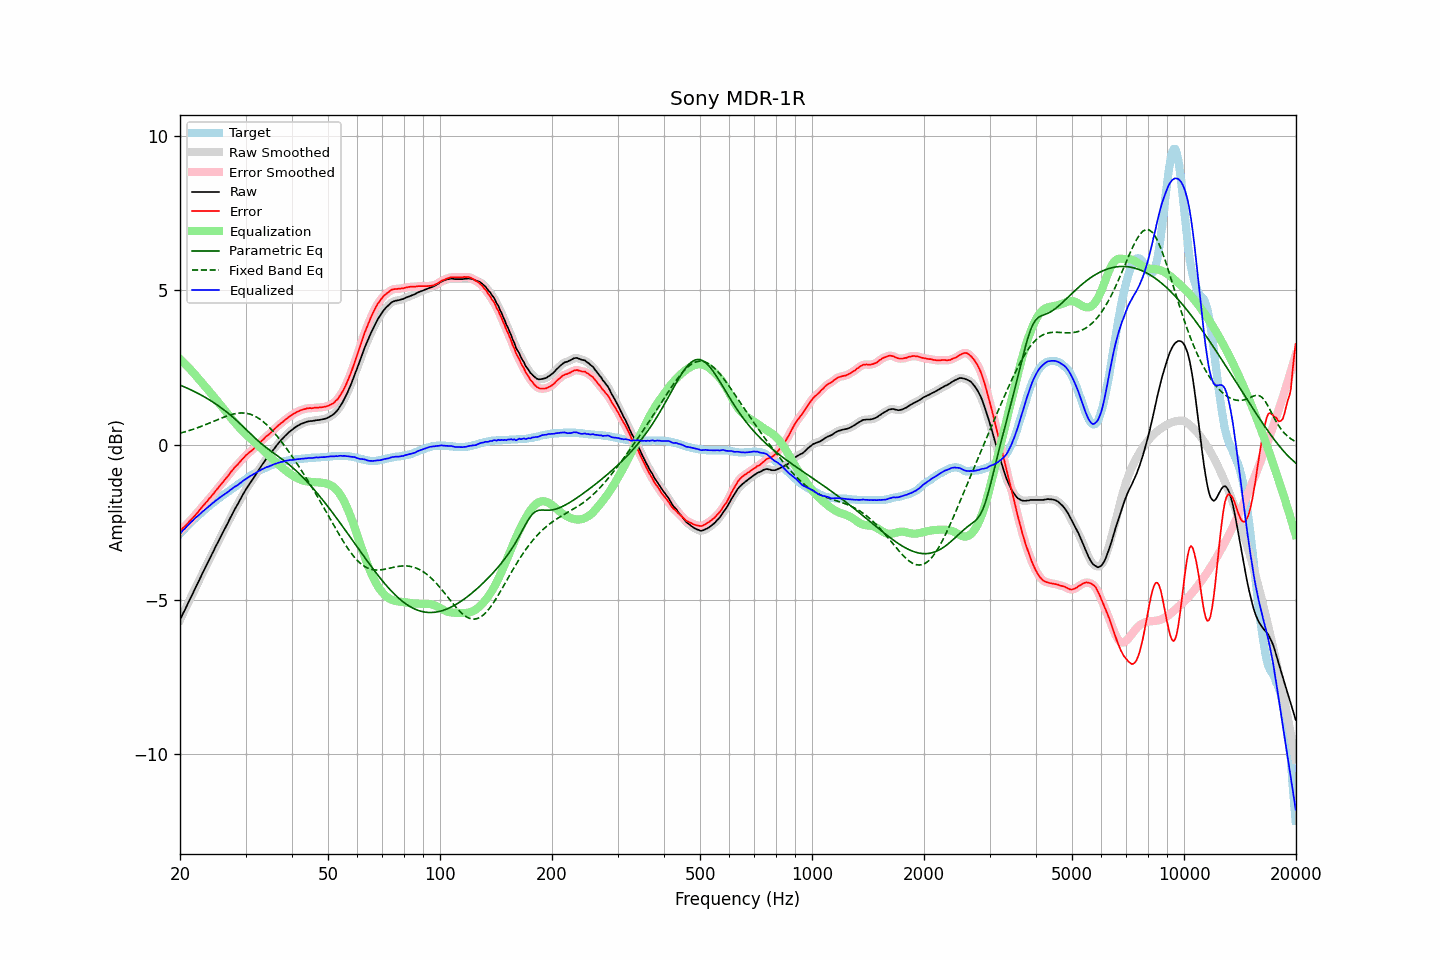 Sony MDR-1R
Target
Raw Smoothed
Error Smoothed
Raw
Error
Equalization
Parametric Eq
Fixed Band Eq
Equalized
10
5
0
−5
−10
Amplitude (dBr)
20 50 100 200 500 1000 2000 5000 10000 20000
Frequency (Hz)